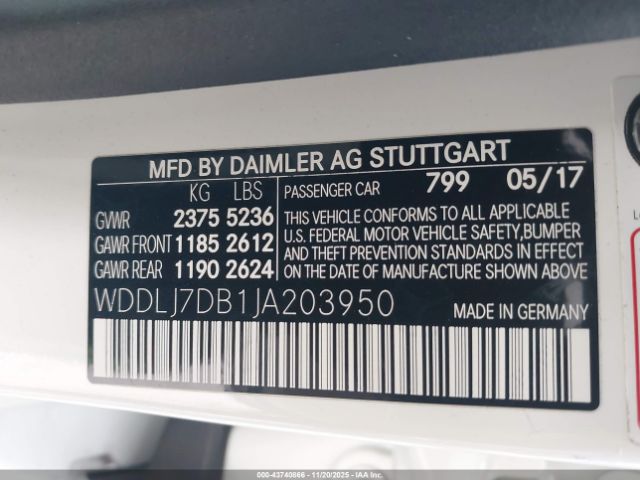 MFD BY DAIMLER AG STUTTGART
KG LBS
GVWR 2375 5236
GAWR FRONT 1185 2612
GAWR REAR 1190 2624
PASSENGER CAR 799 05/17
THIS VEHICLE CONFORMS TO ALL APPLICABLE
U.S. FEDERAL MOTOR VEHICLE SAFETY,BUMPER
AND THEFT PREVENTION STANDARDS IN EFFECT
ON THE DATE OF MANUFACTURE SHOWN ABOVE
WDDLJ7DB1JA203950 MADE IN GERMANY
000-43740866 - 11/20/2025 - IAAI